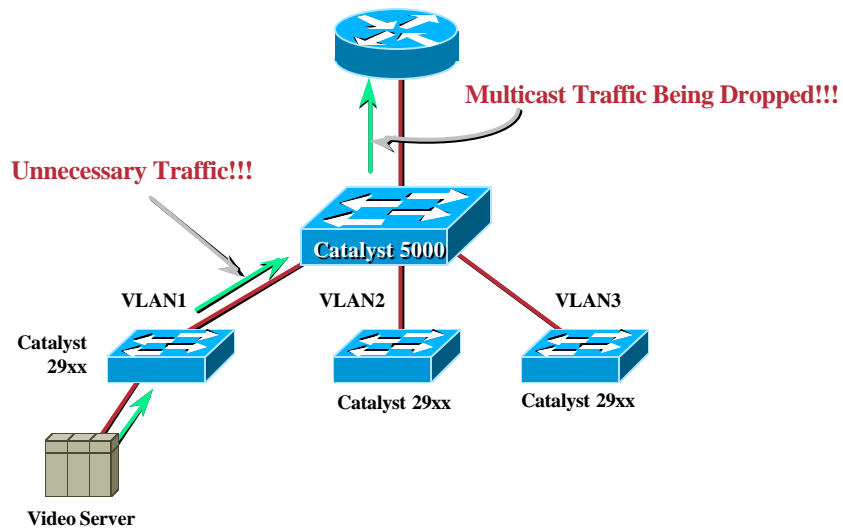 Multicast Traffic Being Dropped!!!
Unnecessary Traffic!!!
Catalyst 5000
VLAN1
VLAN2
VLAN3
Catalyst
29xx
Catalyst 29xx
Catalyst 29xx
Video Server